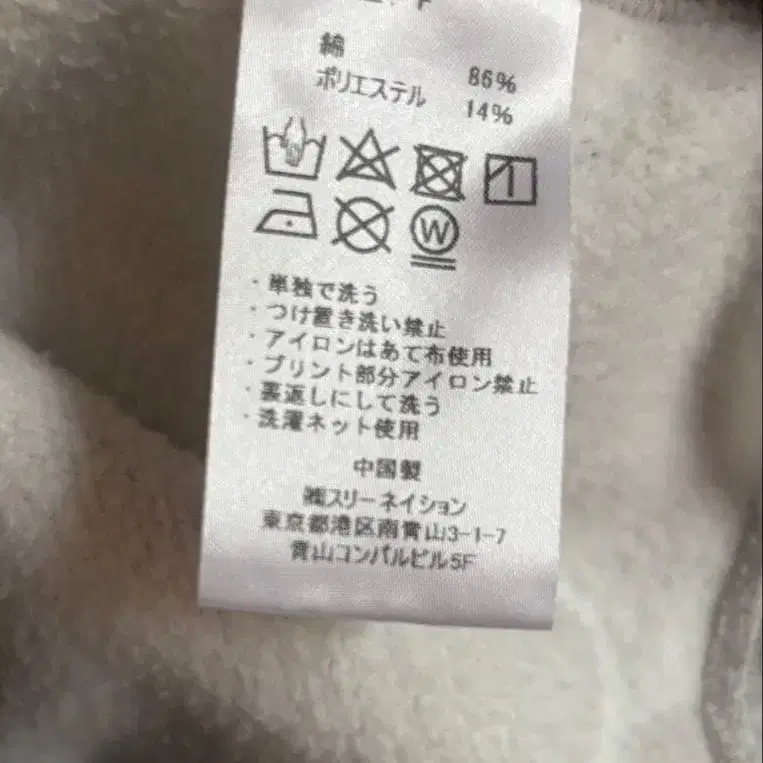 F
綿 86%
ポリエステル 14%
W
・単独で洗う
・つけ置き洗い禁止
・アイロンはあて布使用
・プリント部分アイロン禁止
・裏返しにして洗う
・洗濯ネット使用
中国製
㈱スリーネイション
東京都港区南青山3-1-7
青山コンパルビル5F